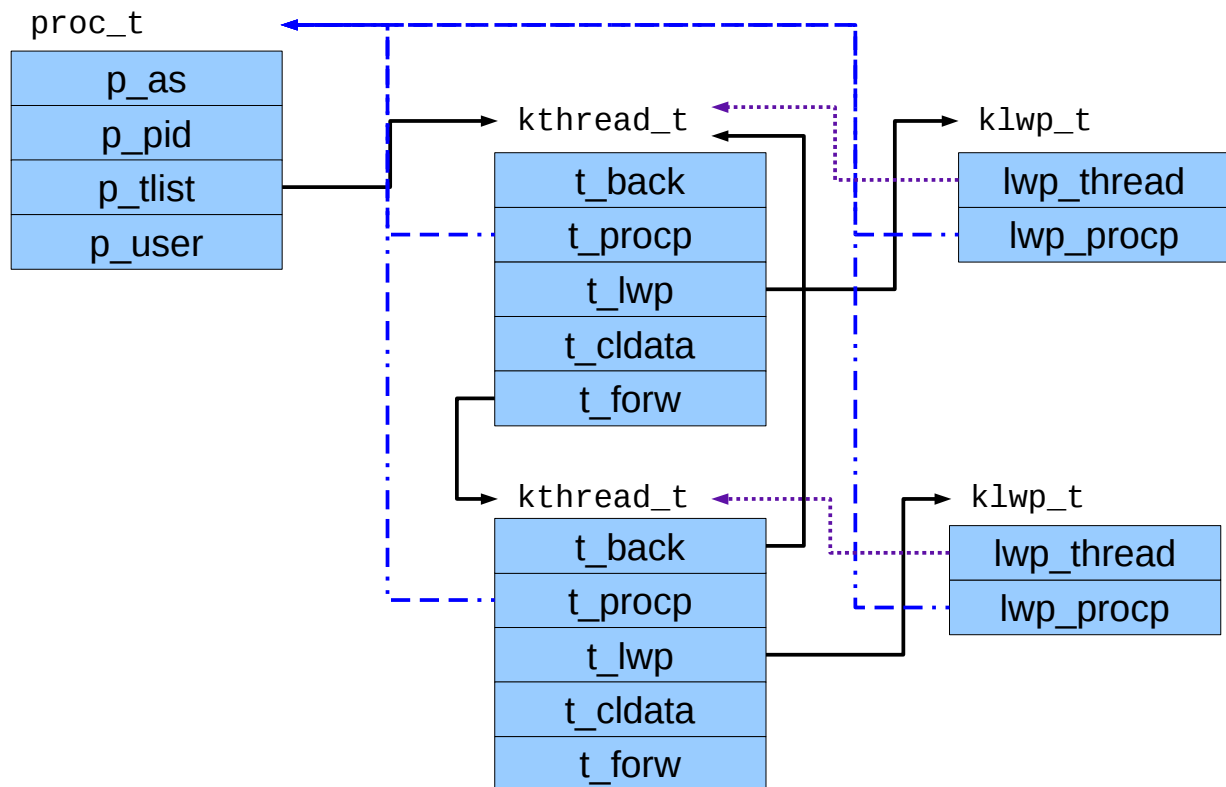 proc_t
p_as
p_pid
p_tlist
p_user
kthread_t
t_back
t_procp
t_lwp
t_cldata
t_forw
klwp_t
lwp_thread
lwp_procp
kthread_t
t_back
t_procp
t_lwp
t_cldata
t_forw
klwp_t
lwp_thread
lwp_procp